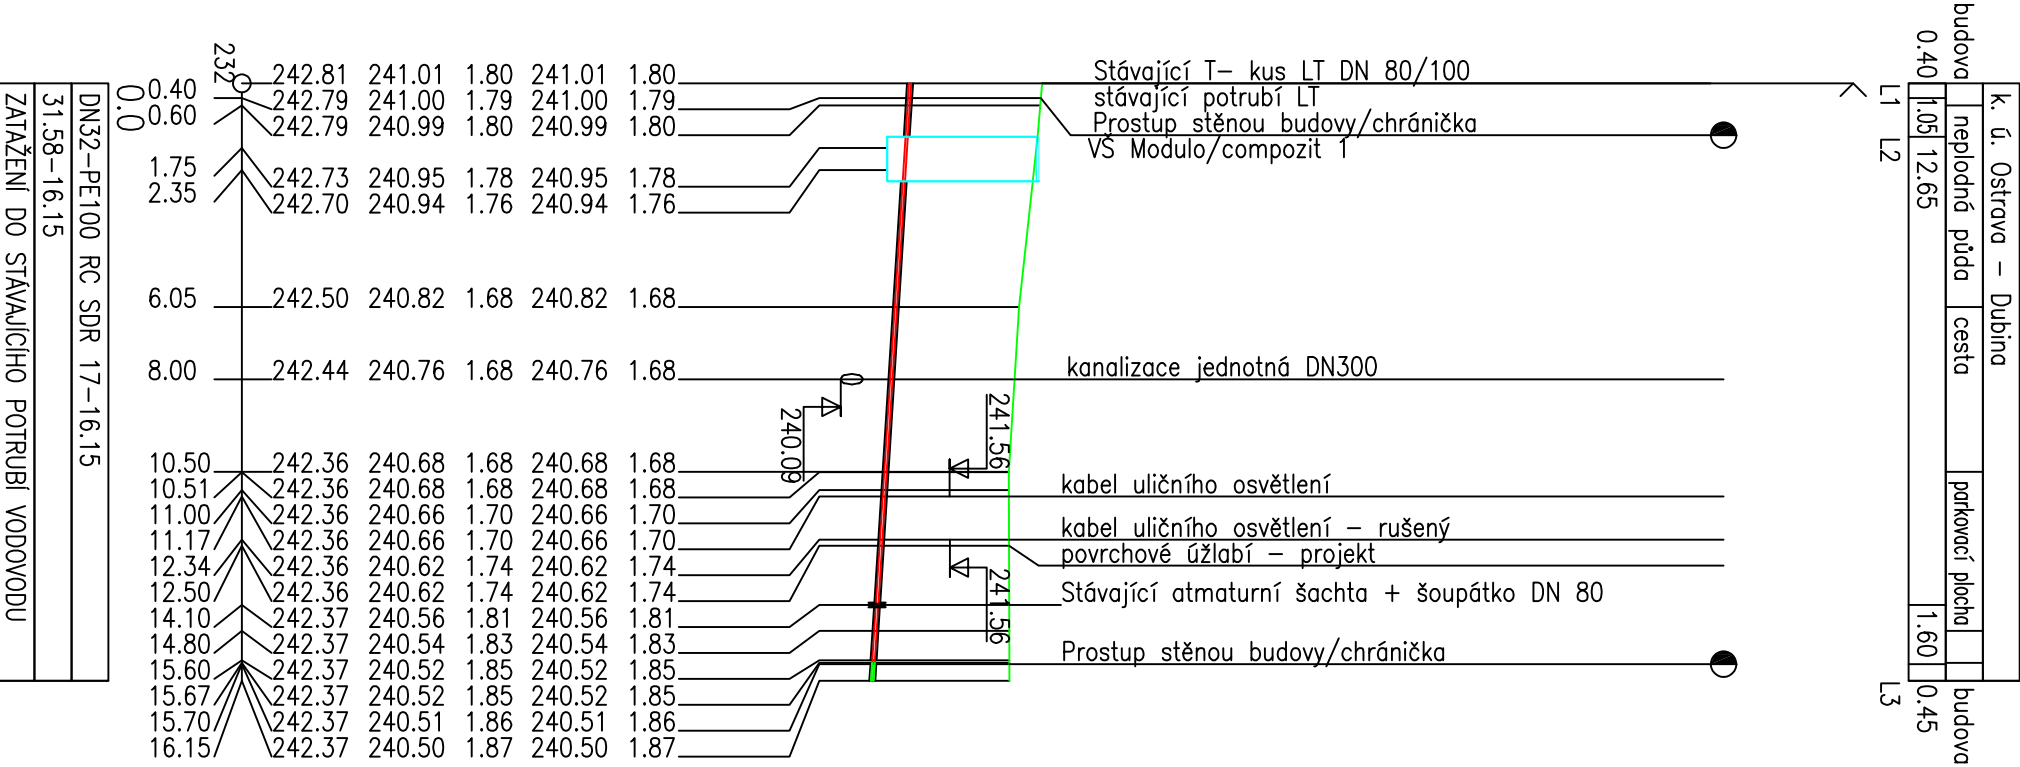 232
0.0
0.40 242.81 241.01 1.80 241.01 1.80
0.60 242.79 241.00 1.79 241.00 1.79
242.79 240.99 1.80 240.99 1.80
1.75 242.73 240.95 1.78 240.95 1.78
2.35 242.70 240.94 1.76 240.94 1.76
6.05 242.50 240.82 1.68 240.82 1.68
8.00 242.44 240.76 1.68 240.76 1.68
10.50 242.36 240.68 1.68 240.68 1.68
10.51 242.36 240.68 1.68 240.68 1.68
11.00 242.36 240.66 1.70 240.66 1.70
11.17 242.36 240.66 1.70 240.66 1.70
12.34 242.36 240.62 1.74 240.62 1.74
12.50 242.36 240.62 1.74 240.62 1.74
14.10 242.37 240.56 1.81 240.56 1.81
14.80 242.37 240.54 1.83 240.54 1.83
15.60 242.37 240.52 1.85 240.52 1.85
15.67 242.37 240.52 1.85 240.52 1.85
15.70 242.37 240.51 1.86 240.51 1.86
16.15 242.37 240.50 1.87 240.50 1.87
Stávající T- kus LT DN 80/100
stávající potrubí LT
Prostup stěnou budovy/chránička
VŠ Modulo/compozit 1
kanalizace jednotná DN300
240.09
241.56
kabel uličního osvětlení
kabel uličního osvětlení - rušený
povrchové úžlabí - projekt
241.56
Stávající atmaturní šachta + šoupátko DN 80
Prostup stěnou budovy/chránička
k. ú. Ostrava - Dubina
budova neplodná půda cesta parkovací plocha budova
0.40 1.05 12.65 1.60 0.45
L1 L2 L3
DN32-PE100 RC SDR 17-16.15
31.58-16.15
ZATAŽENÍ DO STÁVAJÍCÍHO POTRUBÍ VODOVODU